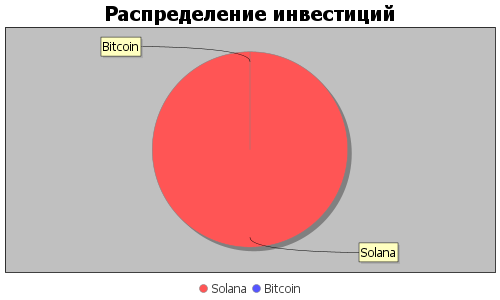 Распределение инвестиций
Bitcoin
Solana
Solana Bitcoin